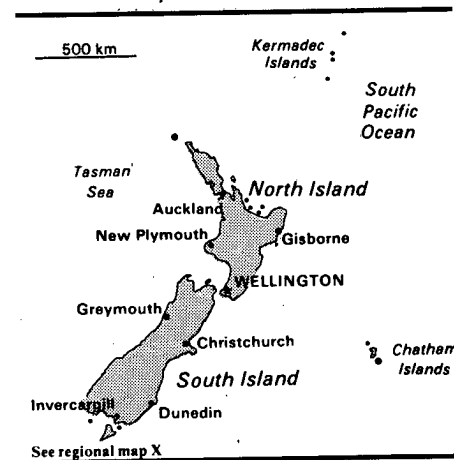 500 km
Kermadec
Islands
South
Pacific
Ocean
Tasman
Sea
North Island
Auckland
New Plymouth
Gisborne
WELLINGTON
Greymouth
Christchurch
Chatham
Islands
South Island
Invercargill
Dunedin
See regional map X